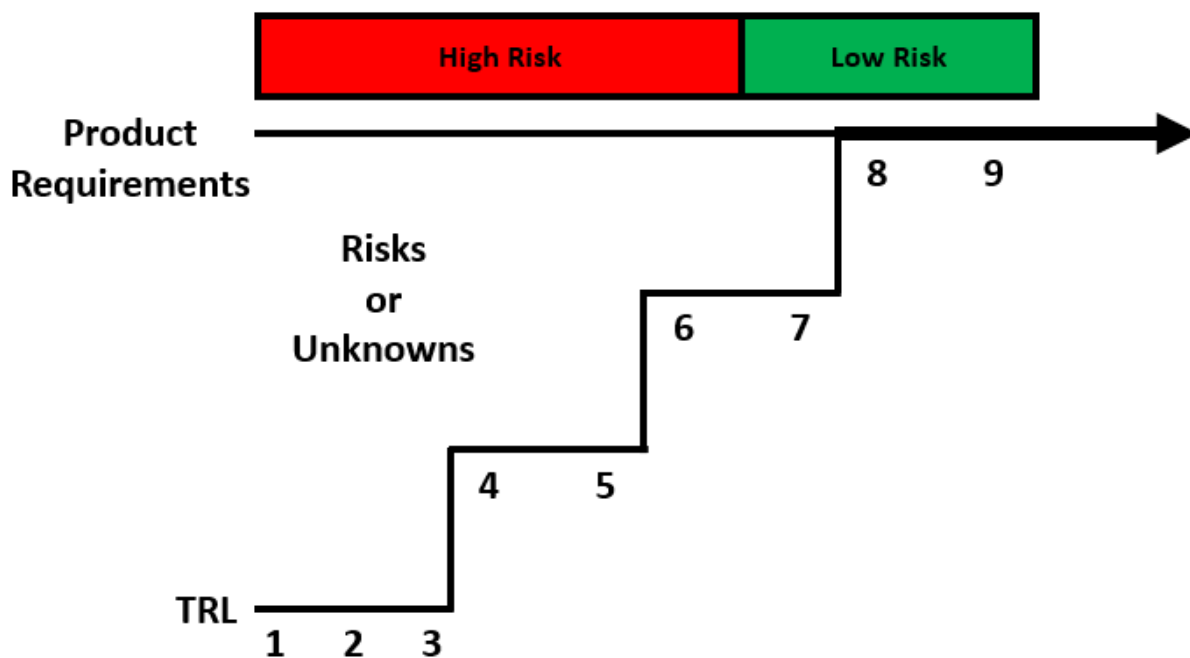 High Risk
Low Risk
Product
Requirements
8
9
Risks
or
Unknowns
6
7
4
5
TRL
1
2
3